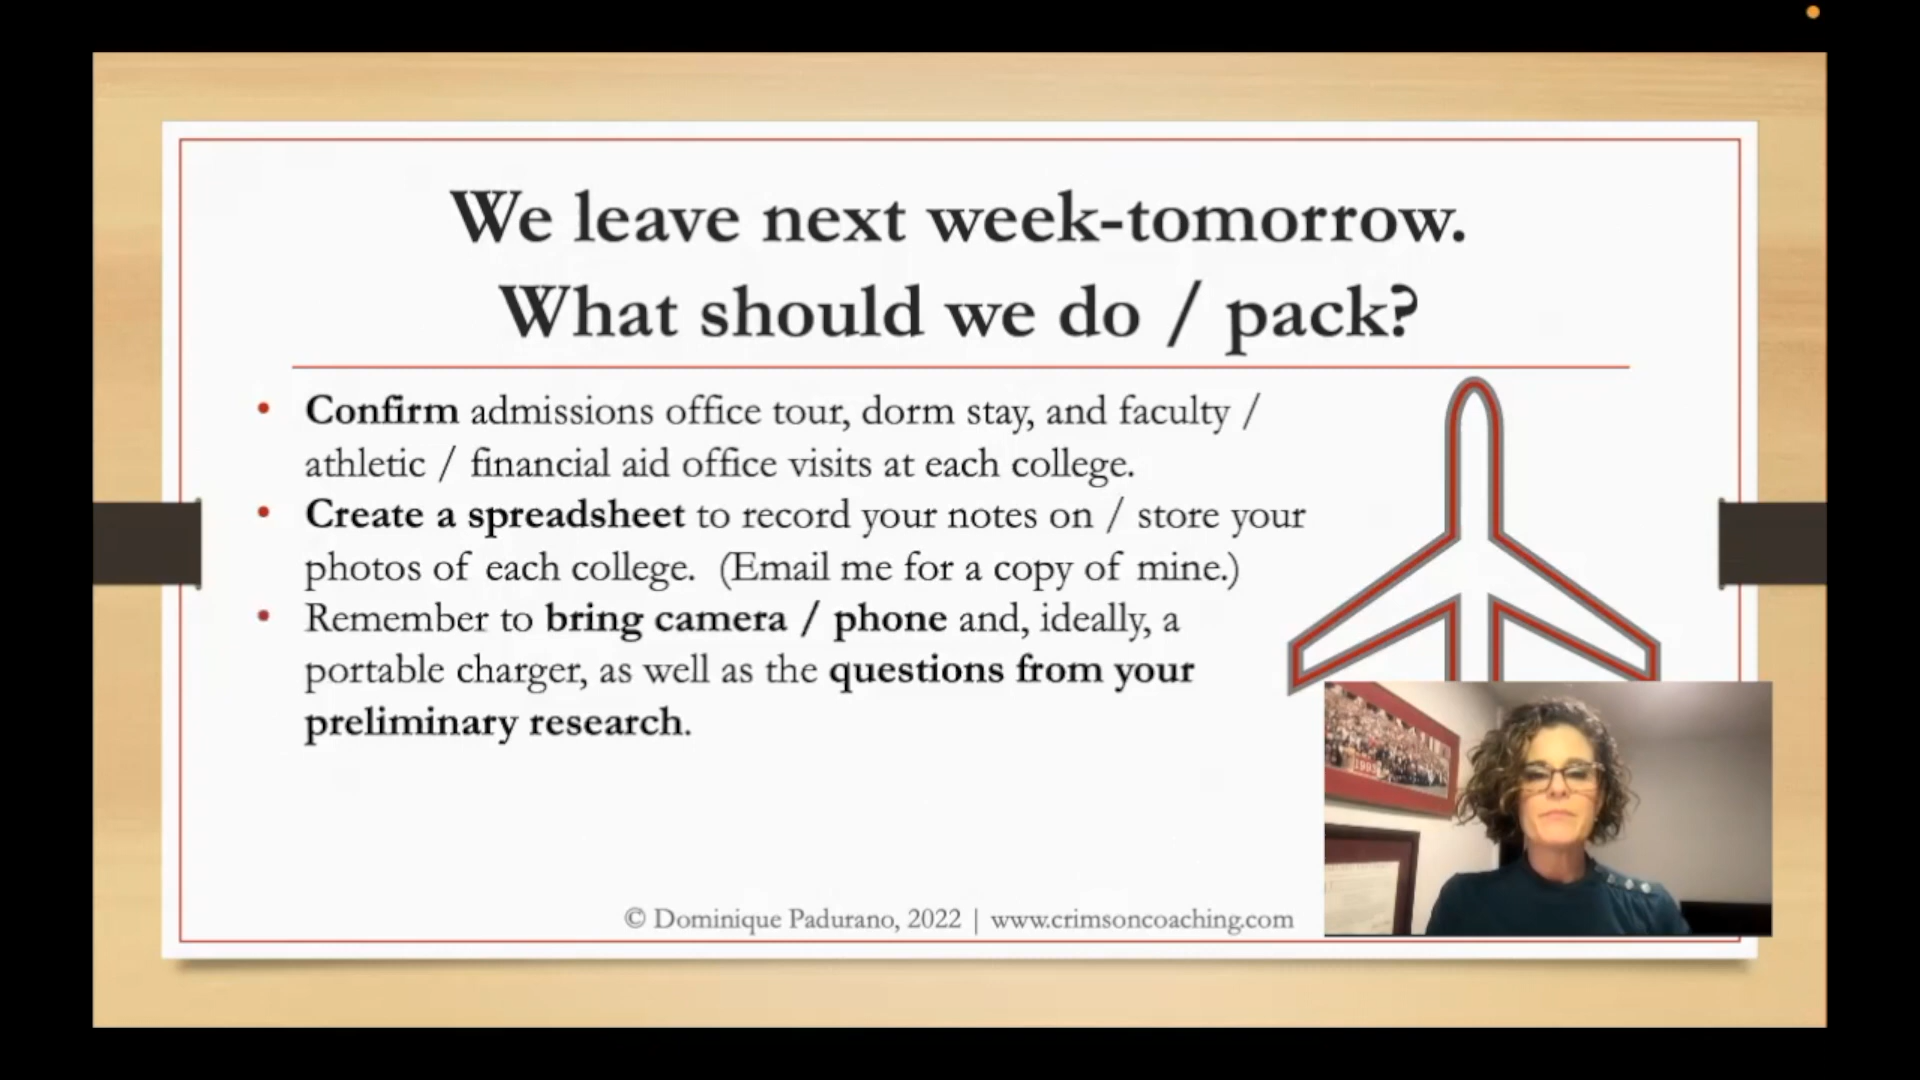 We leave next week-tomorrow.
What should we do / pack?
• Confirm admissions office tour, dorm stay, and faculty /
athletic / financial aid office visits at each college.
• Create a spreadsheet to record your notes on / store your
photos of each college. (Email me for a copy of mine.)
• Remember to bring camera / phone and, ideally, a
portable charger, as well as the questions from your
preliminary research.
© Dominique Padurano, 2022 | www.crimsoncoaching.com